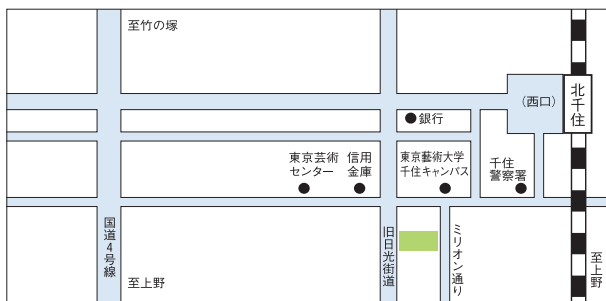 至竹の塚
北千住
(西口)
銀行
東京芸術
センター
信用
金庫
東京藝術大学
千住キャンパス
千住
警察署
国道4号線
旧日光街道
ミリオン通り
至上野
至上野